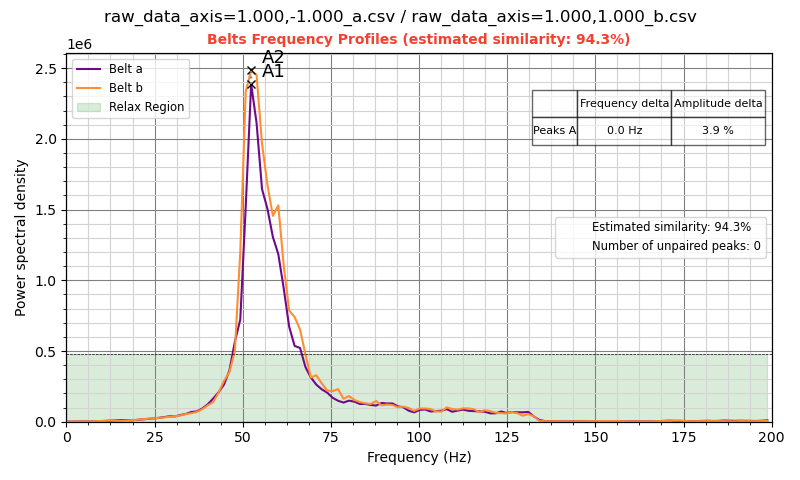 raw_data_axis=1.000,-1.000_a.csv / raw_data_axis=1.000,1.000_b.csv
Belts Frequency Profiles (estimated similarity: 94.3%)
1e6
Belt a
Belt b
Relax Region
A2
A1
Frequency delta Amplitude delta
Peaks A 0.0 Hz 3.9 %
Estimated similarity: 94.3%
Number of unpaired peaks: 0
Power spectral density
2.5
2.0
1.5
1.0
0.5
0.0
0 25 50 75 100 125 150 175 200
Frequency (Hz)